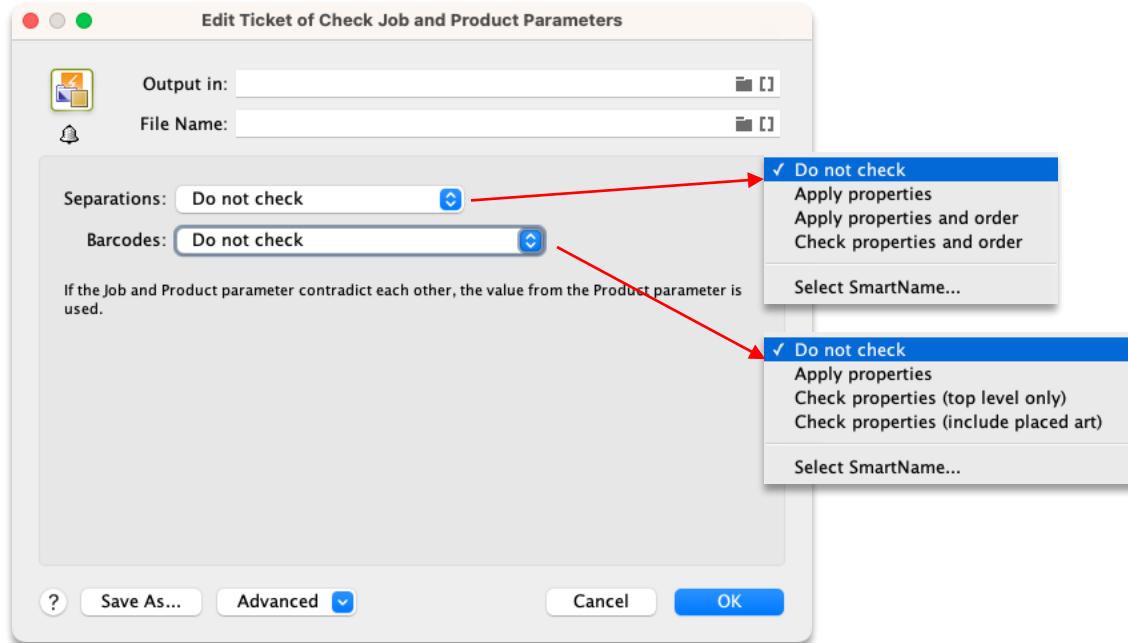 Edit Ticket of Check Job and Product Parameters
Output in:
File Name:
Separations: Do not check
Barcodes: Do not check
If the Job and Product parameter contradict each other, the value from the Product parameter is
used.
✓ Do not check
Apply properties
Apply properties and order
Check properties and order
Select SmartName...
✓ Do not check
Apply properties
Check properties (top level only)
Check properties (include placed art)
Select SmartName...
? Save As... Advanced Cancel OK